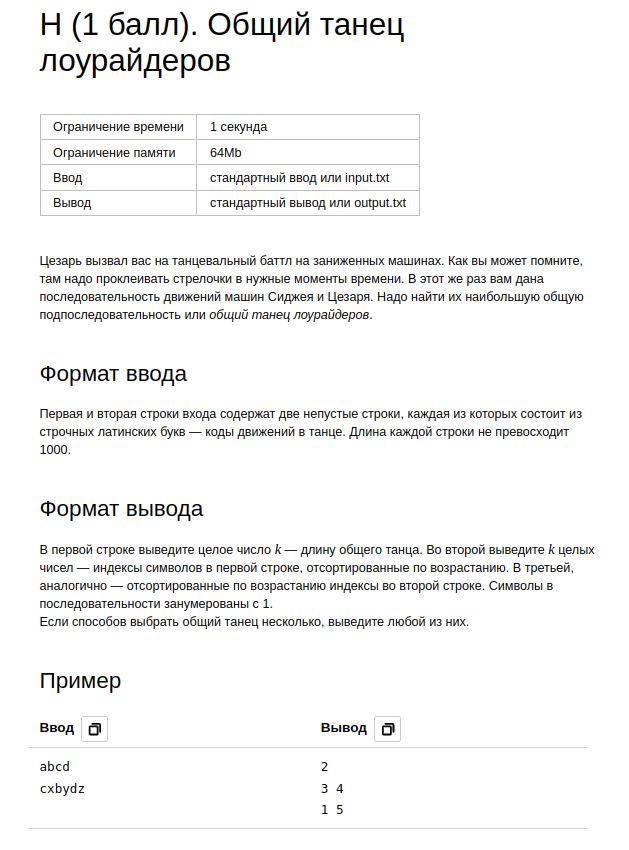 H (1 балл). Общий танец
лоурайдеров
Ограничение времени 1 секунда
Ограничение памяти 64Mb
Ввод стандартный ввод или input.txt
Вывод стандартный вывод или output.txt
Цезарь вызвал вас на танцевальный баттл на заниженных машинах. Как вы может помните,
там надо проклеивать стрелочки в нужные моменты времени. В этот же раз вам дана
последовательность движений машин Сиджея и Цезаря. Надо найти их наибольшую общую
подпоследовательность или общий танец лоурайдеров.
Формат ввода
Первая и вторая строки входа содержат две непустые строки, каждая из которых состоит из
строчных латинских букв — коды движений в танце. Длина каждой строки не превосходит
1000.
Формат вывода
В первой строке выведите целое число k — длину общего танца. Во второй выведите k целых
чисел — индексы символов в первой строке, отсортированные по возрастанию. В третьей,
аналогично — отсортированные по возрастанию индексы во второй строке. Символы в
последовательности занумерованы с 1.
Если способов выбрать общий танец несколько, выведите любой из них.
Пример
Ввод Вывод
abcd 2
cxbydz 3 4
1 5